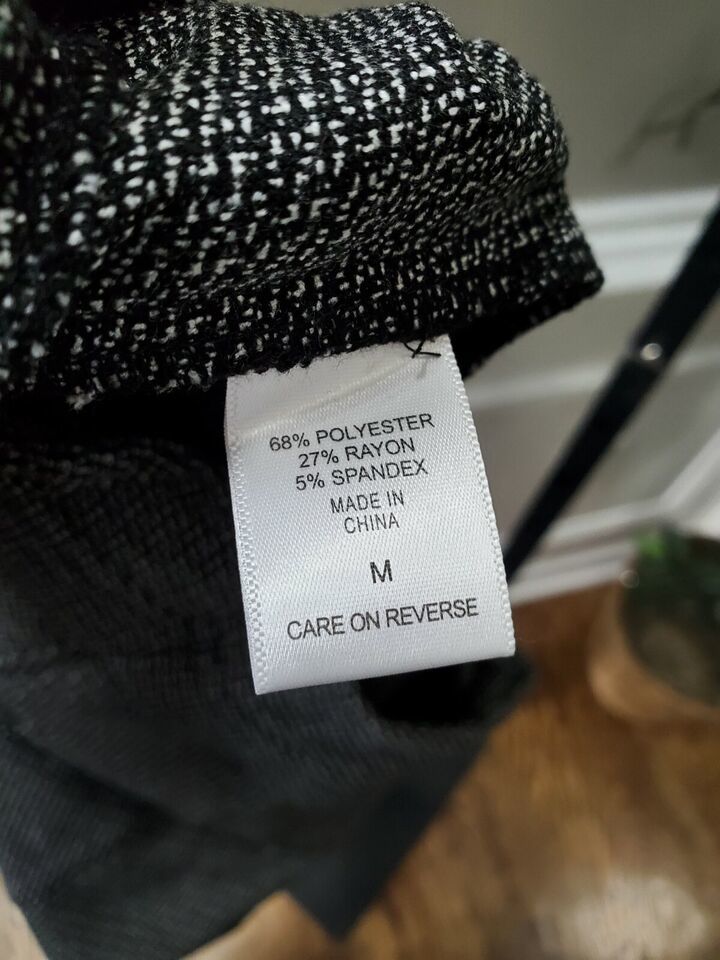 68% POLYESTER
27% RAYON
5% SPANDEX
MADE IN
CHINA
M
CARE ON REVERSE